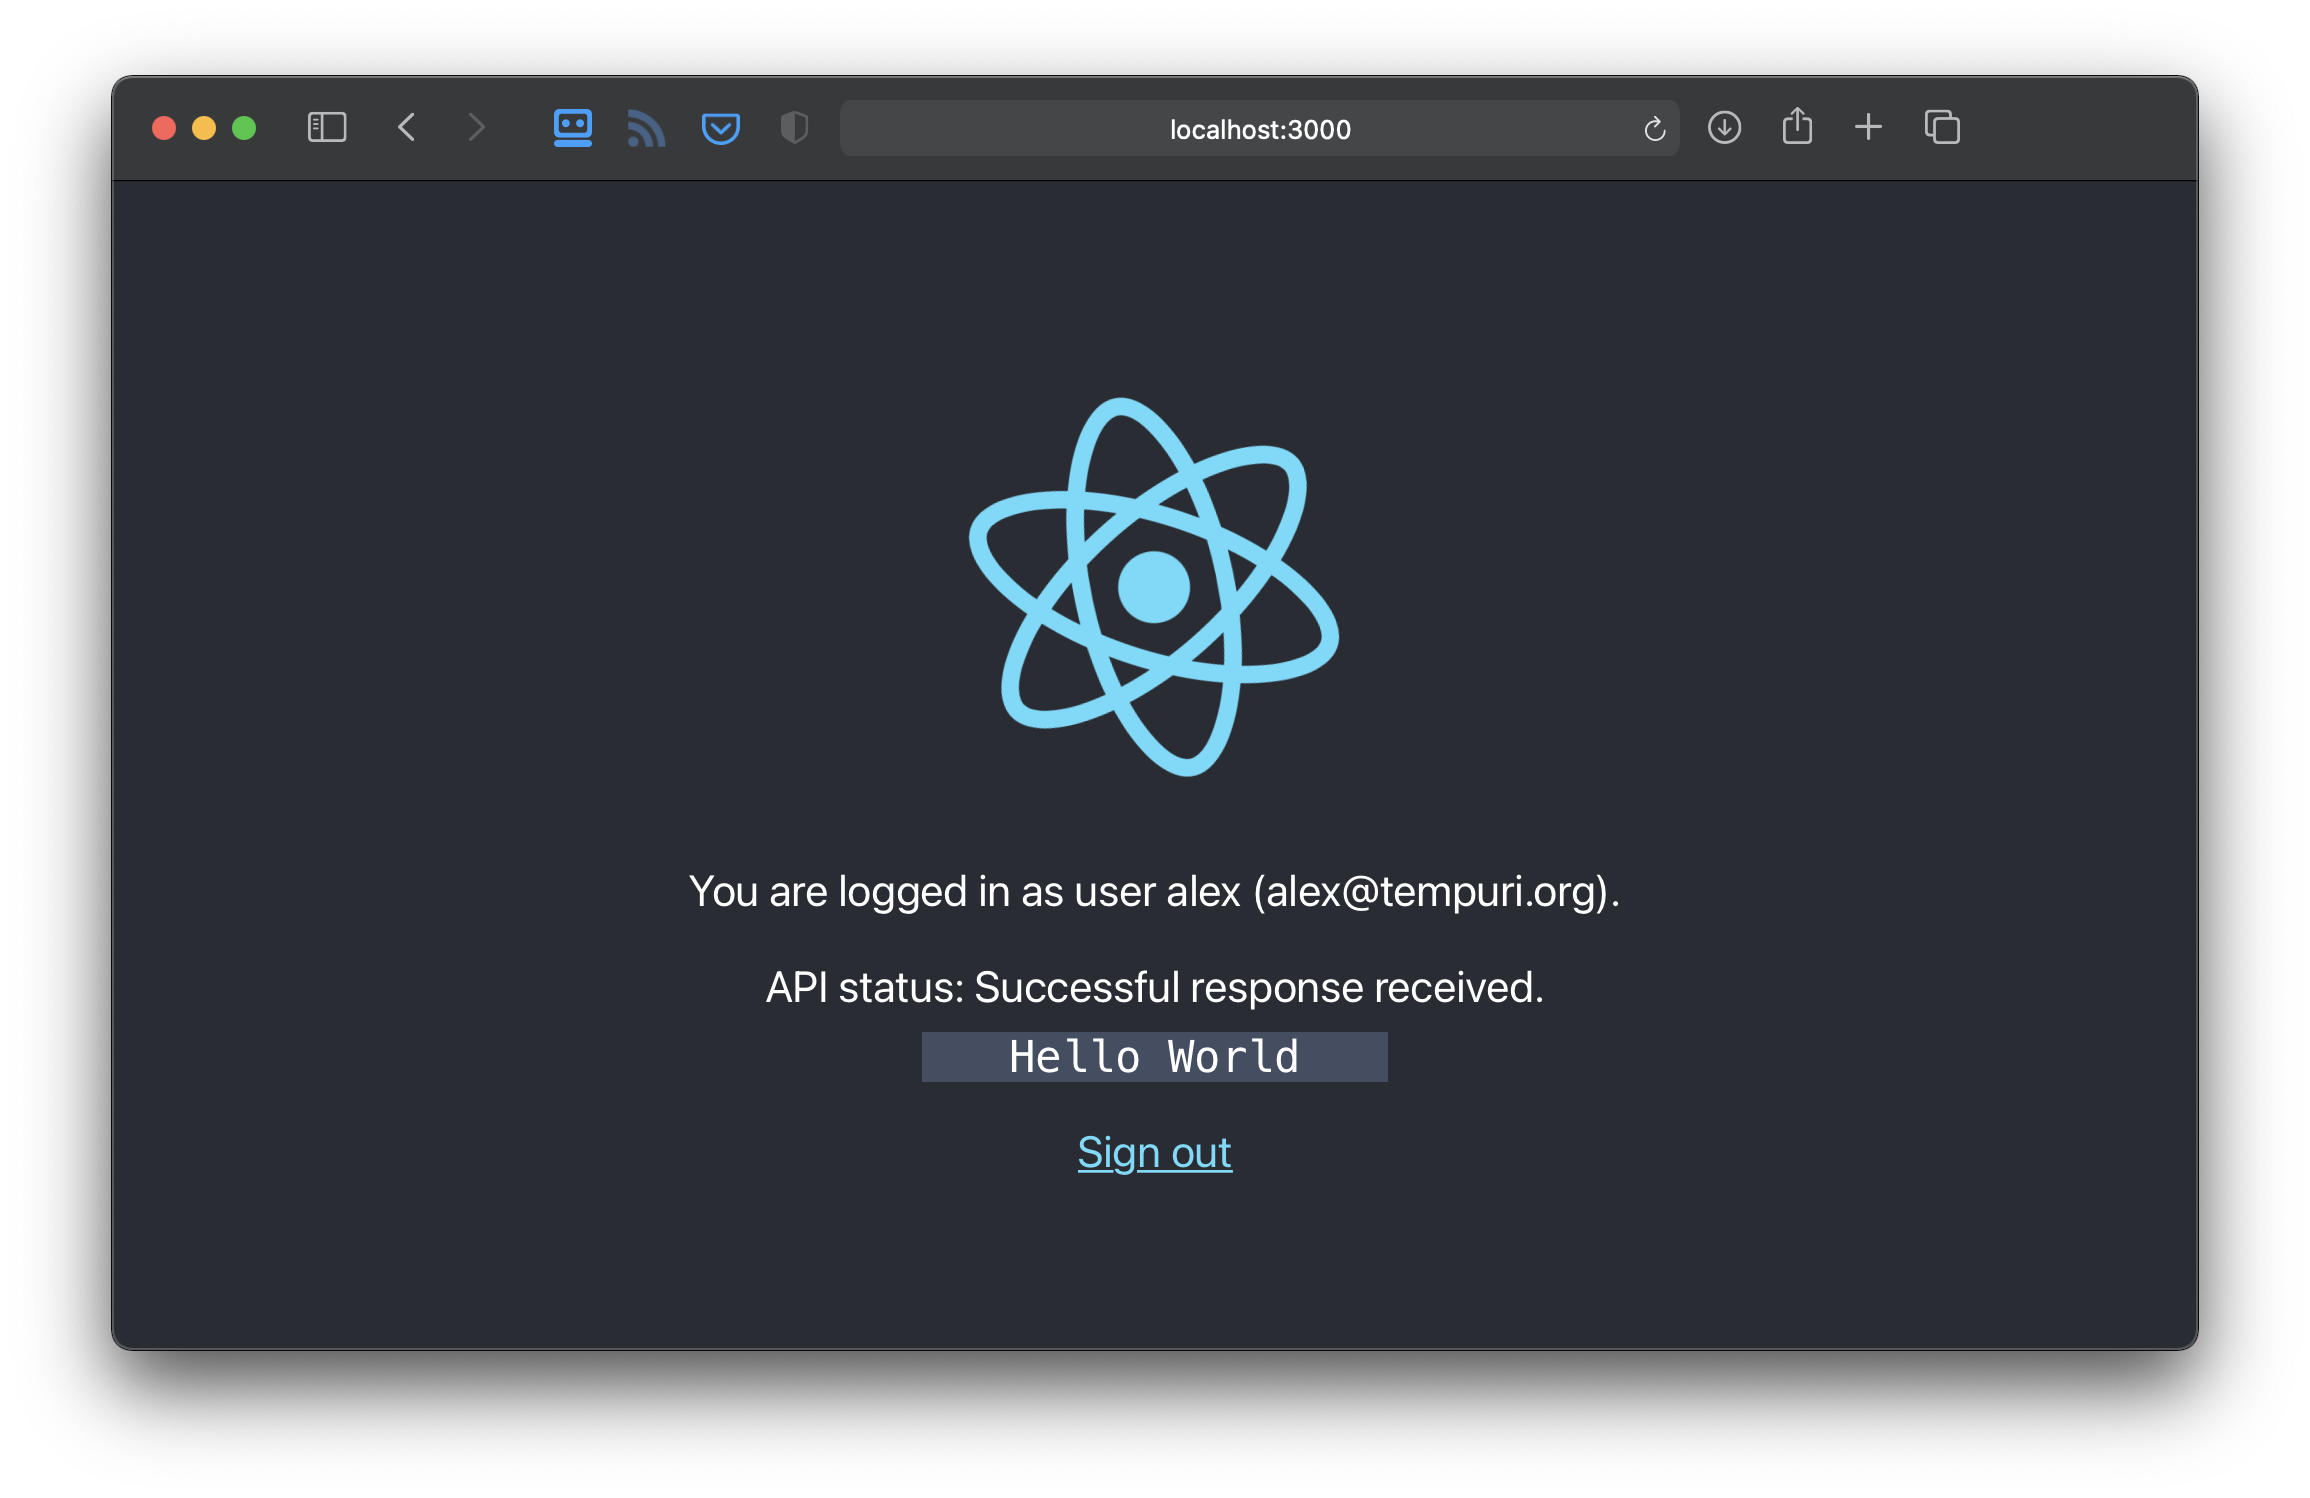 localhost:3000
You are logged in as user alex (alex@tempuri.org).
API status: Successful response received.
Hello World
Sign out